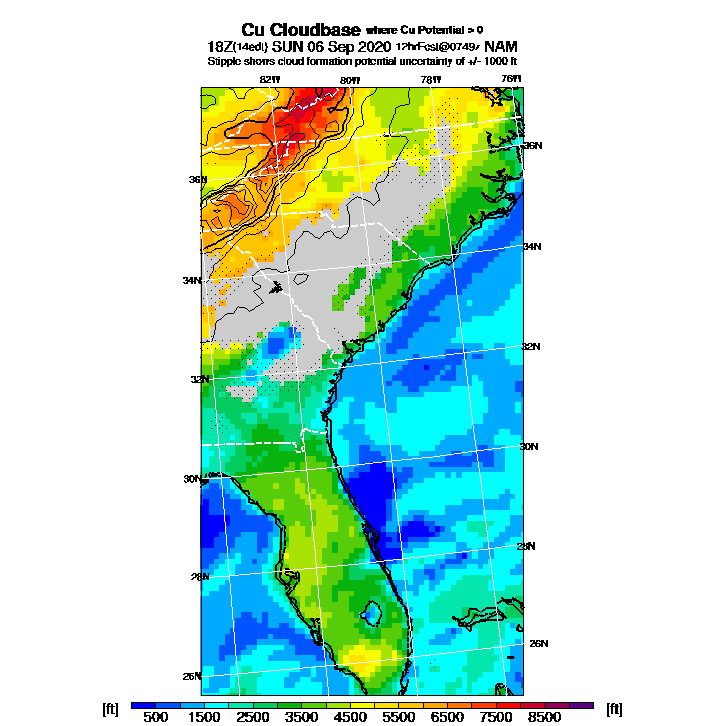 Cu Cloudbase where Cu Potential > 0
18Z(14edt) SUN 06 Sep 2020 12hrFcst@0749z NAM
Stipple shows cloud formation potential uncertainty of +/- 1000 ft
82W 80W 78W 76W
36N
36N
34N
34N
32N
32N
30N
30N
28N
28N
26N
26N
[ft] [ft]
500 1500 2500 3500 4500 5500 6500 7500 8500